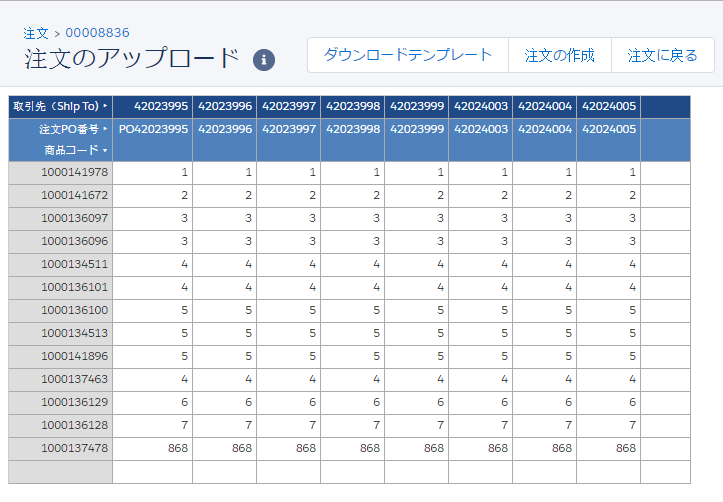 注文 > 00008836
注文のアップロード
ダウンロードテンプレート 注文の作成 注文に戻る
取引先（Ship To） 42023995 42023996 42023997 42023998 42023999 42024003 42024004 42024005
注文PO番号 PO42023995 42023996 42023997 42023998 42023999 42024003 42024004 42024005
商品コード
1000141978 1 1 1 1 1 1 1 1
1000141672 2 2 2 2 2 2 2 2
1000136097 3 3 3 3 3 3 3 3
1000136096 3 3 3 3 3 3 3 3
1000134511 4 4 4 4 4 4 4 4
1000136101 4 4 4 4 4 4 4 4
1000136100 5 5 5 5 5 5 5 5
1000134513 5 5 5 5 5 5 5 5
1000141896 5 5 5 5 5 5 5 5
1000137463 4 4 4 4 4 4 4 4
1000136129 6 6 6 6 6 6 6 6
1000136128 7 7 7 7 7 7 7 7
1000137478 868 868 868 868 868 868 868 868